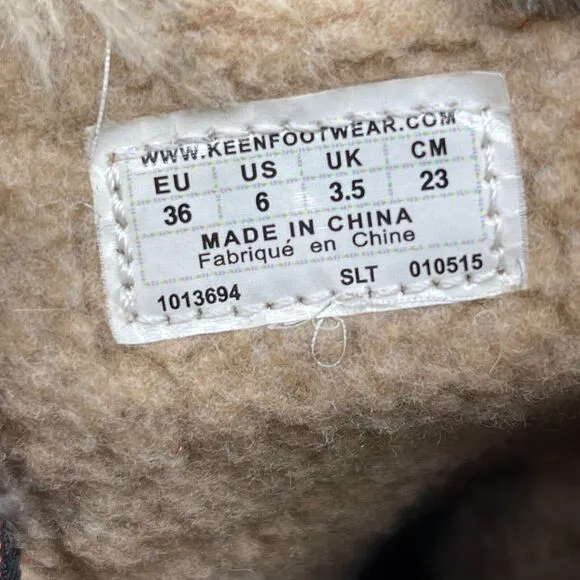 WWW.KEENFOOTWEAR.COM
EU US UK CM
36 6 3.5 23
MADE IN CHINA
Fabriqué en Chine
1013694 SLT 010515